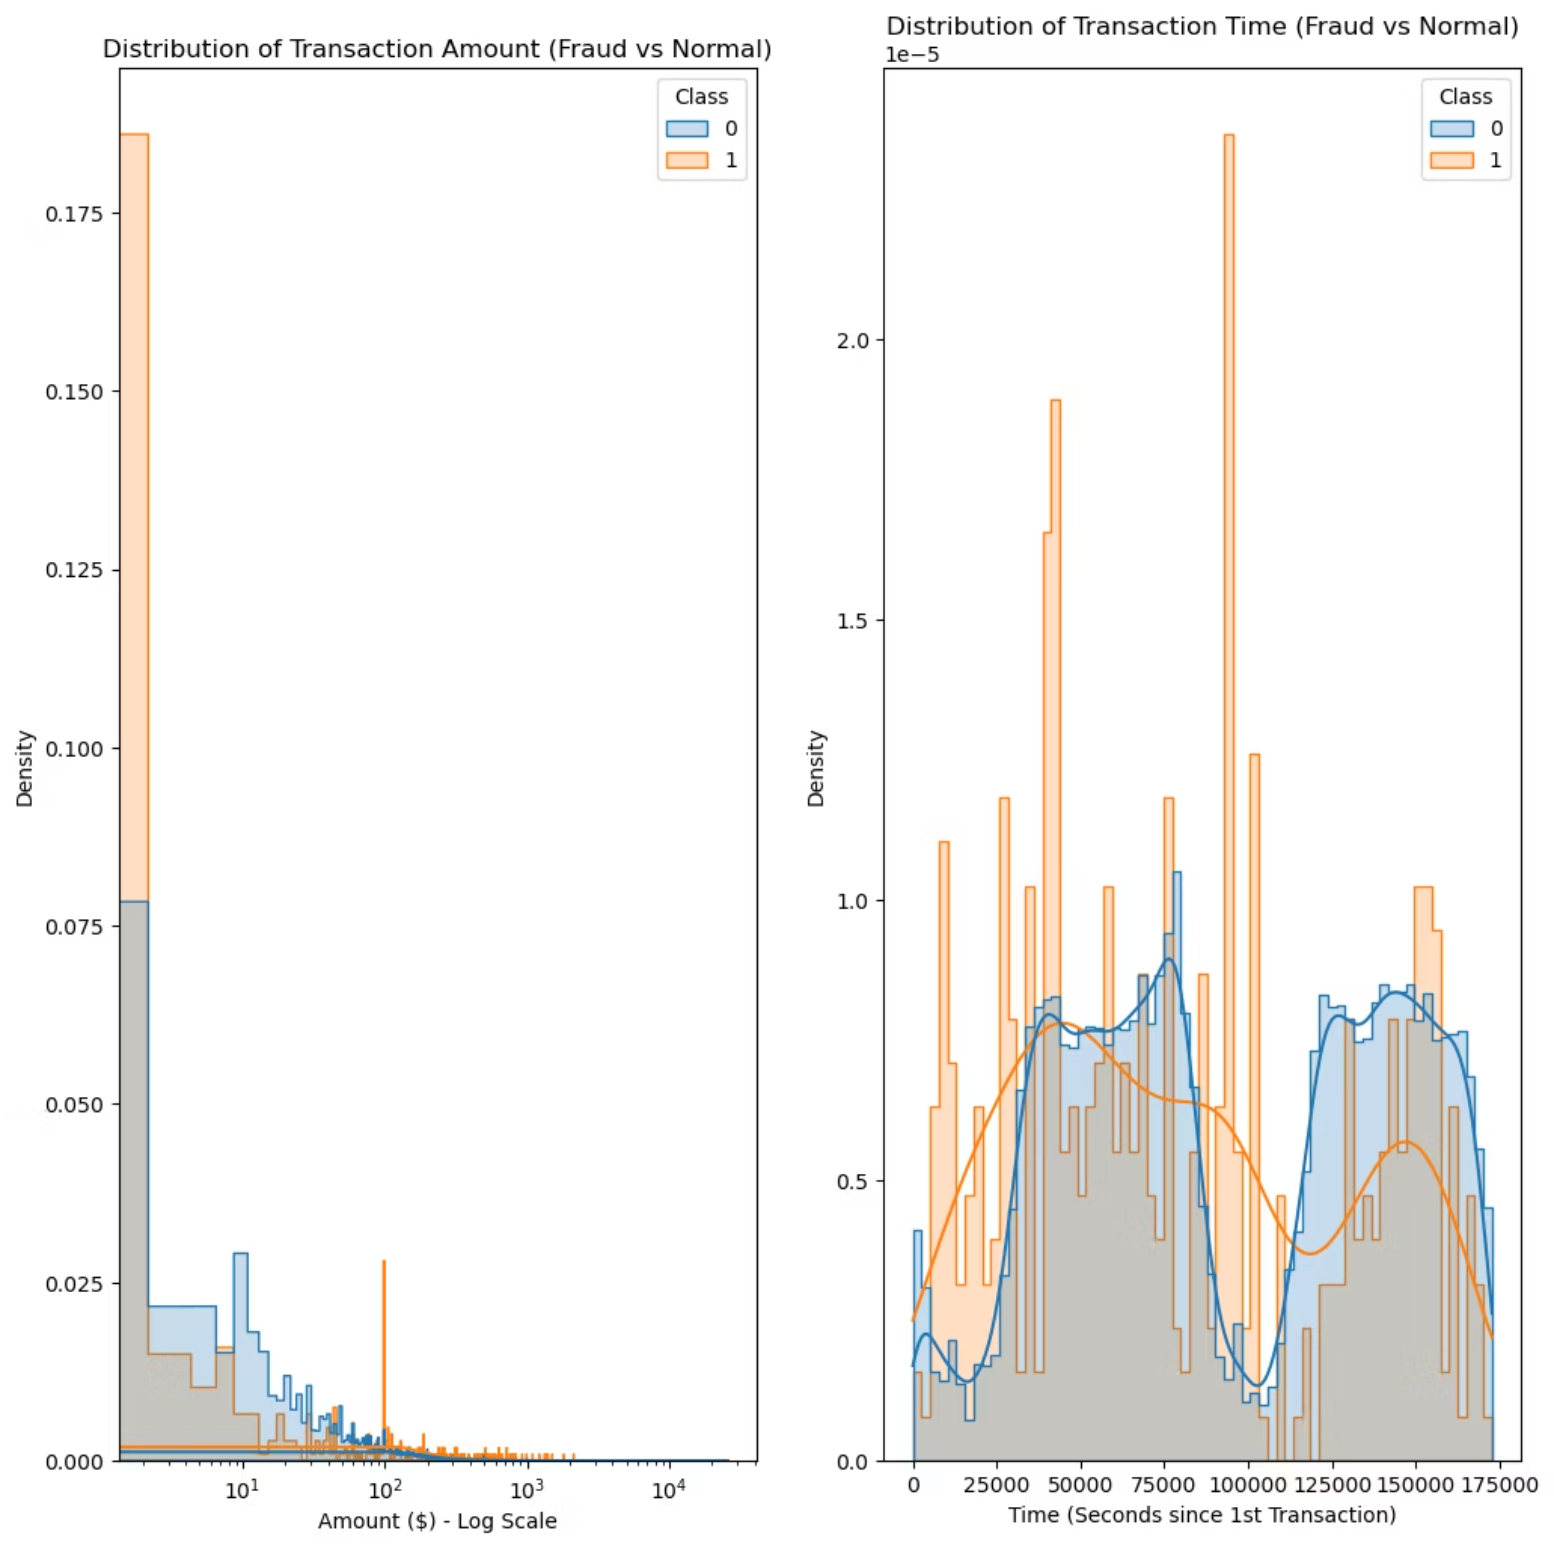 Distribution of Transaction Amount (Fraud vs Normal)
Class
0
1
0.175
0.150
0.125
0.100
0.075
0.050
0.025
0.000
Density
10¹
10²
10³
10⁴
Amount ($) - Log Scale
Distribution of Transaction Time (Fraud vs Normal)
1e−5
Class
0
1
2.0
1.5
1.0
0.5
0.0
Density
0 25000 50000 75000 100000 125000 150000 175000
Time (Seconds since 1st Transaction)